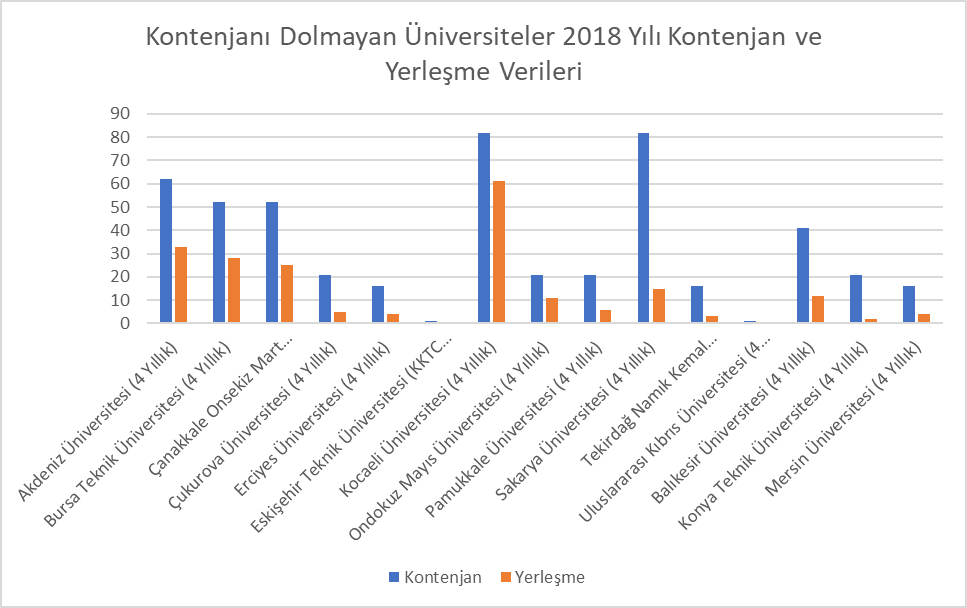 Kontenjanı Dolmayan Üniversiteler 2018 Yılı Kontenjan ve
Yerleşme Verileri
90
80
70
60
50
40
30
20
10
0
Akdeniz Üniversitesi (4 Yıllık)
Bursa Teknik Üniversitesi (4 Yıllık)
Çanakkale Onsekiz Mart…
Çukurova Üniversitesi (4 Yıllık)
Erciyes Üniversitesi (4 Yıllık)
Eskişehir Teknik Üniversitesi (KKTC…
Kocaeli Üniversitesi (4 Yıllık)
Ondokuz Mayıs Üniversitesi (4 Yıllık)
Pamukkale Üniversitesi (4 Yıllık)
Sakarya Üniversitesi (4 Yıllık)
Tekirdağ Namık Kemal…
Uluslararası Kıbrıs Üniversitesi (4…
Balıkesir Üniversitesi (4 Yıllık)
Konya Teknik Üniversitesi (4 Yıllık)
Mersin Üniversitesi (4 Yıllık)
Kontenjan
Yerleşme